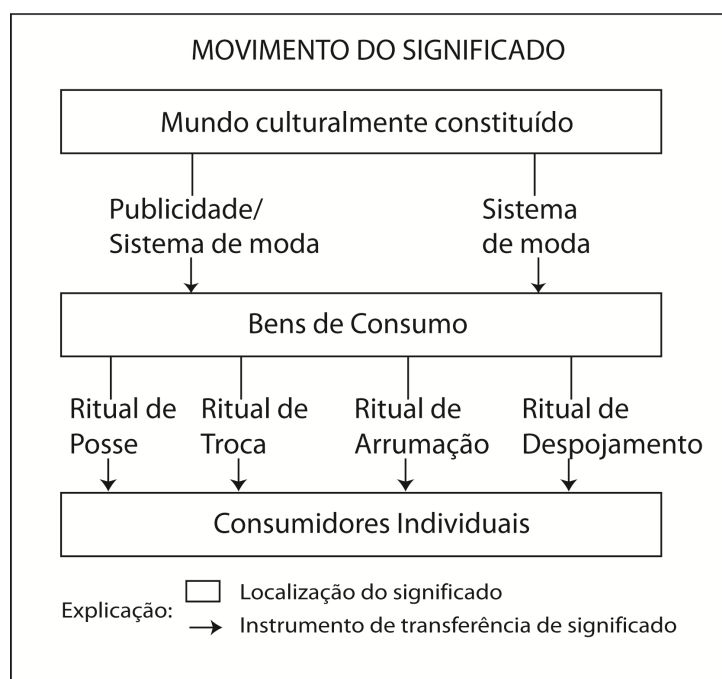 MOVIMENTO DO SIGNIFICADO
Mundo culturalmente constituído
Publicidade/
Sistema de moda
Sistema
de moda
Bens de Consumo
Ritual de
Posse
Ritual de
Troca
Ritual de
Arrumação
Ritual de
Despojamento
Consumidores Individuais
Explicação:
Localização do significado
Instrumento de transferência de significado